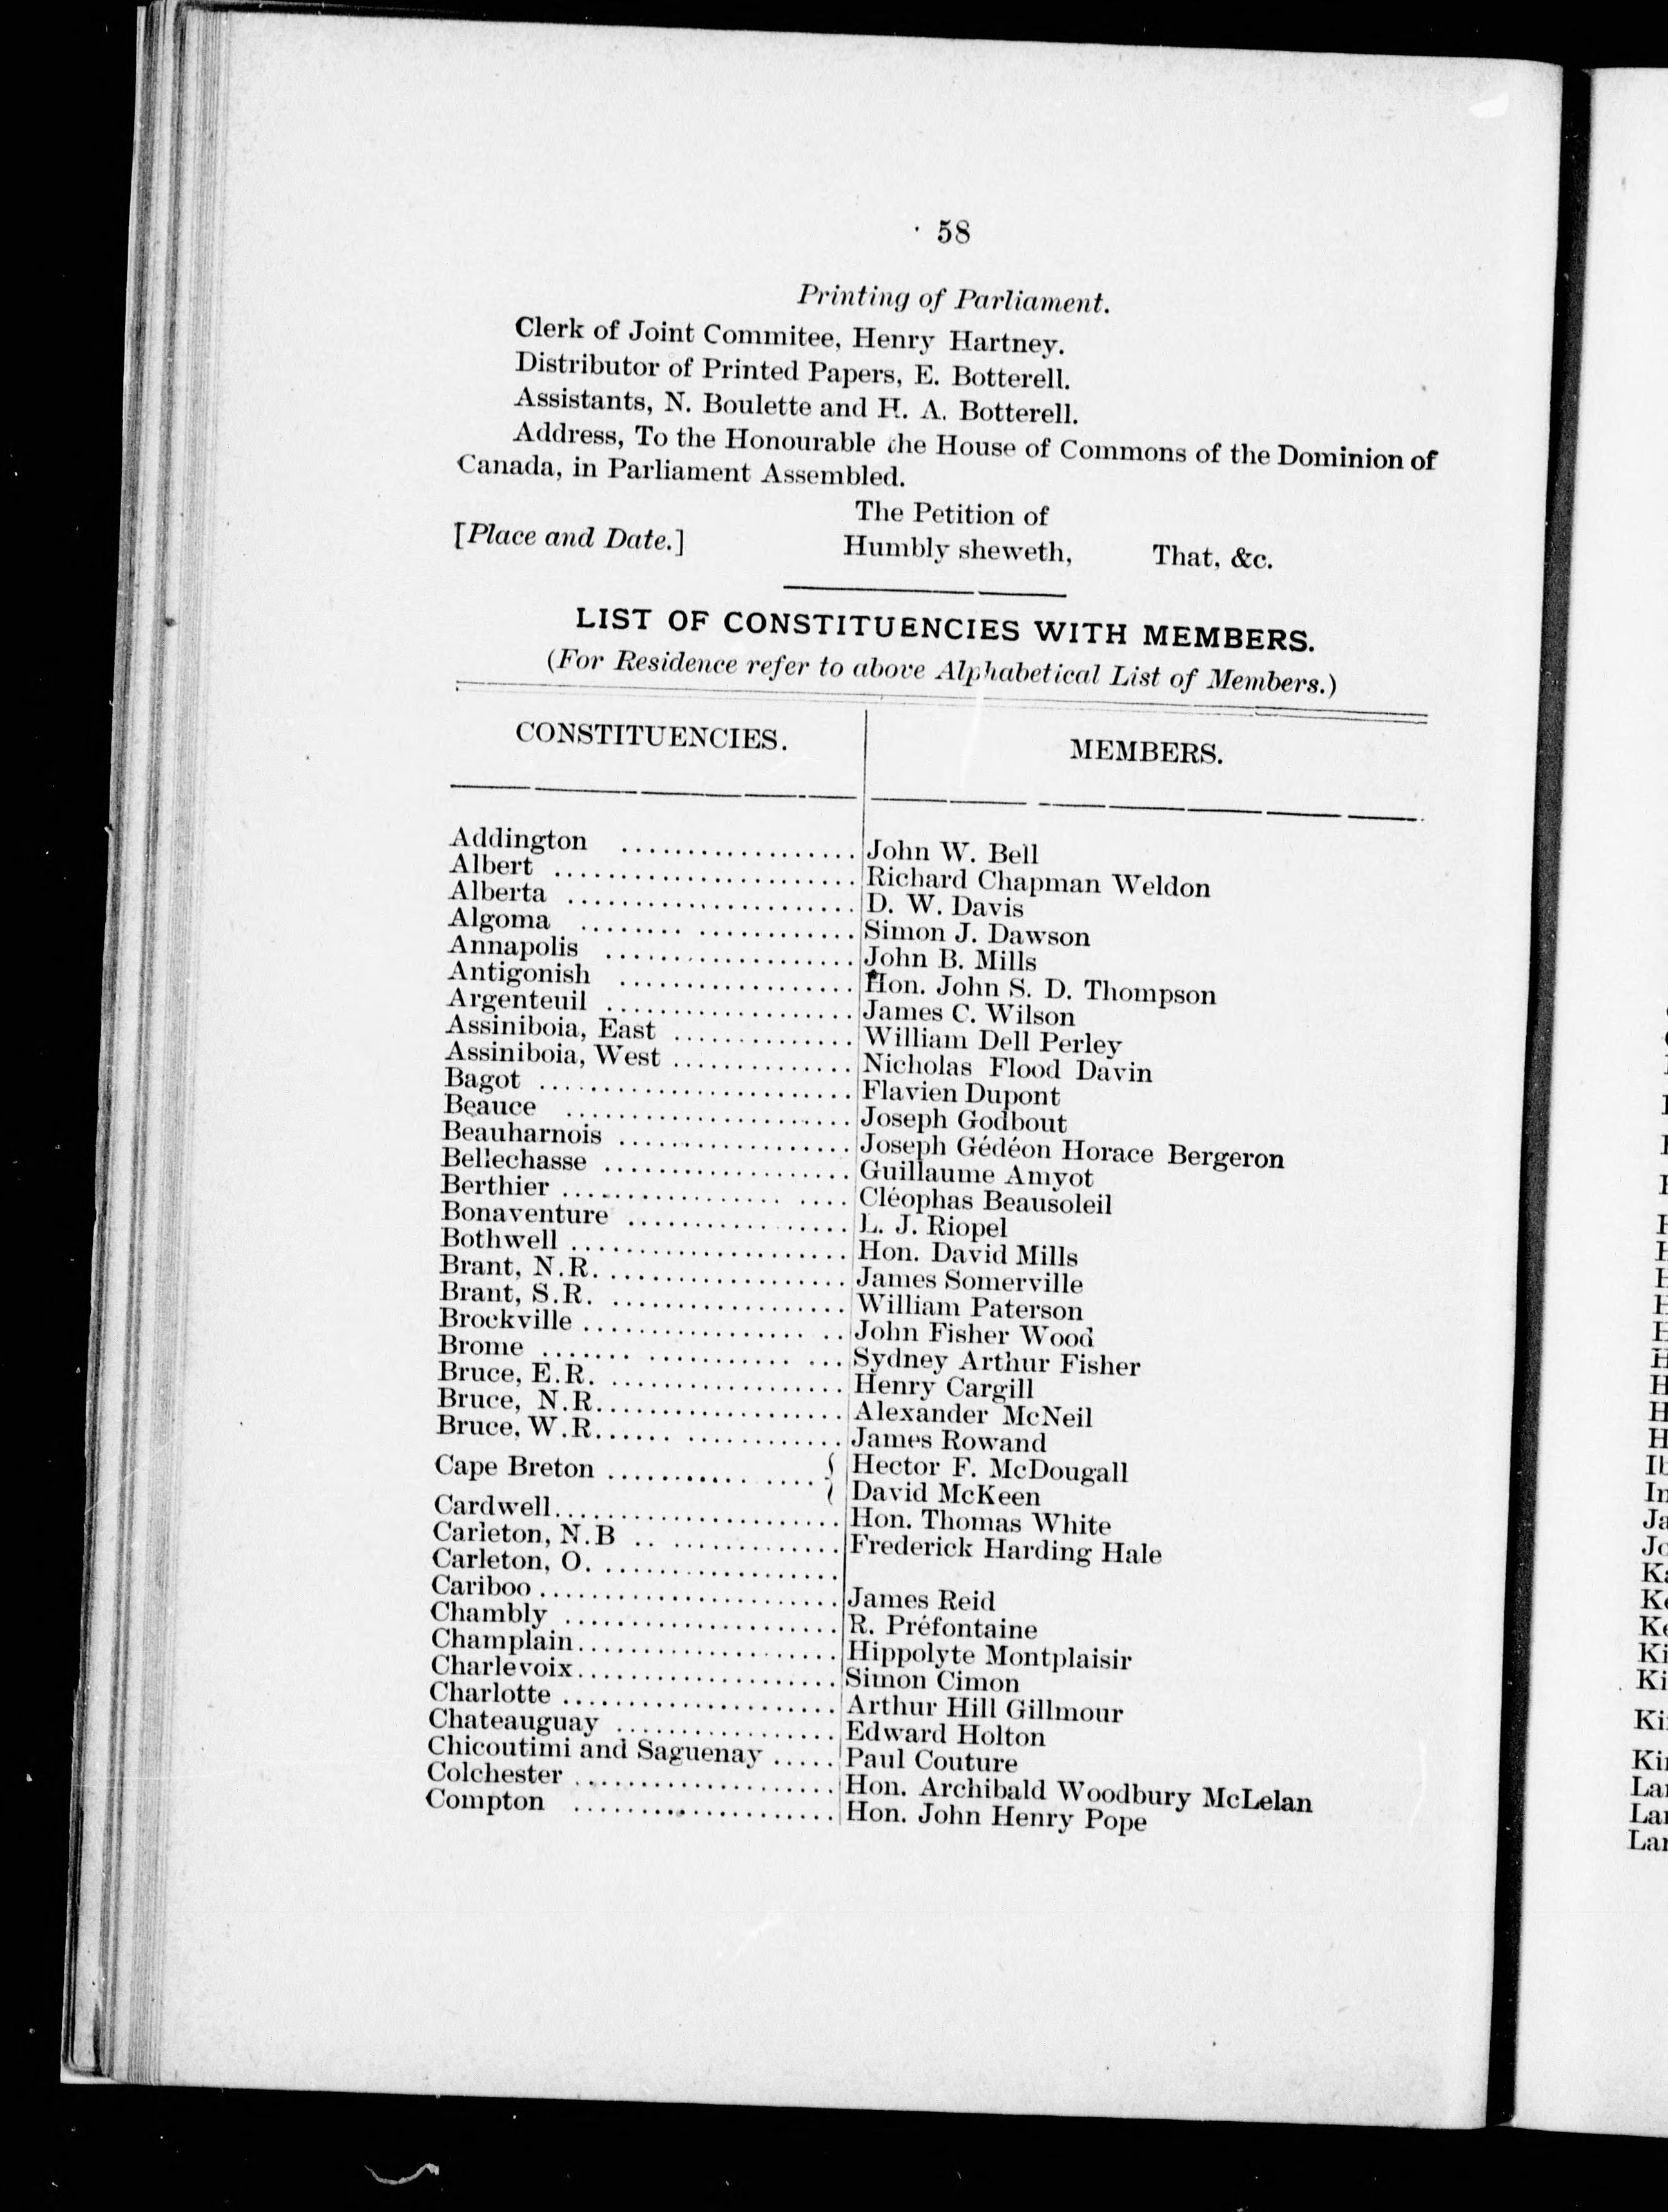 58
Printing of Parliament.
Clerk of Joint Commitee, Henry Hartney.
Distributor of Printed Papers, E. Botterell.
Assistants, N. Boulette and H. A. Botterell.
Address, To the Honourable the House of Commons of the Dominion of
Canada, in Parliament Assembled.
The Petition of
[Place and Date.] Humbly sheweth, That, &c.
LIST OF CONSTITUENCIES WITH MEMBERS.
(For Residence refer to above Alphabetical List of Members.)
CONSTITUENCIES. MEMBERS.
Addington .................. John W. Bell
Albert ....................... Richard Chapman Weldon
Alberta ...................... D. W. Davis
Algoma ........ ............ Simon J. Dawson
Annapolis ................... John B. Mills
Antigonish .................. Hon. John S. D. Thompson
Argenteuil ................... James C. Wilson
Assiniboia, East .............. William Dell Perley
Assiniboia, West .............. Nicholas Flood Davin
Bagot ........................ Flavien Dupont
Beauce ...................... Joseph Godbout
Beauharnois .................. Joseph Gédéon Horace Bergeron
Bellechasse ................... Guillaume Amyot
Berthier ................. .... Cléophas Beausoleil
Bonaventure ................. L. J. Riopel
Bothwell ..................... Hon. David Mills
Brant, N.R. .................. James Somerville
Brant, S.R. .................. William Paterson
Brockville .................. .. John Fisher Wood
Brome ....... ........... ... Sydney Arthur Fisher
Bruce, E.R. .................. Henry Cargill
Bruce, N.R................... Alexander McNeil
Bruce, W.R...... ............ James Rowand
Cape Breton ................ { Hector F. McDougall
David McKeen
Cardwell...................... Hon. Thomas White
Carleton, N.B .. ............. Frederick Harding Hale
Carleton, O. ..................
Cariboo ....................... James Reid
Chambly ..................... R. Préfontaine
Champlain.................... Hippolyte Montplaisir
Charlevoix.................... Simon Cimon
Charlotte ..................... Arthur Hill Gillmour
Chateauguay ................. Edward Holton
Chicoutimi and Saguenay ..... Paul Couture
Colchester .................... Hon. Archibald Woodbury McLelan
Compton .................... Hon. John Henry Pope